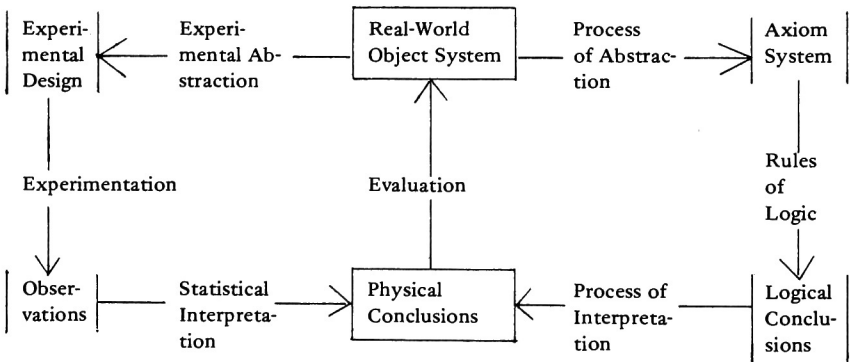 Experi-
mental
Design
Experi-
mental Ab-
straction
Real-World
Object System
Process
of Abstrac-
tion
Axiom
System
Experimentation
Evaluation
Rules
of
Logic
Obser-
vations
Statistical
Interpreta-
tion
Physical
Conclusions
Process of
Interpreta-
tion
Logical
Conclu-
sions